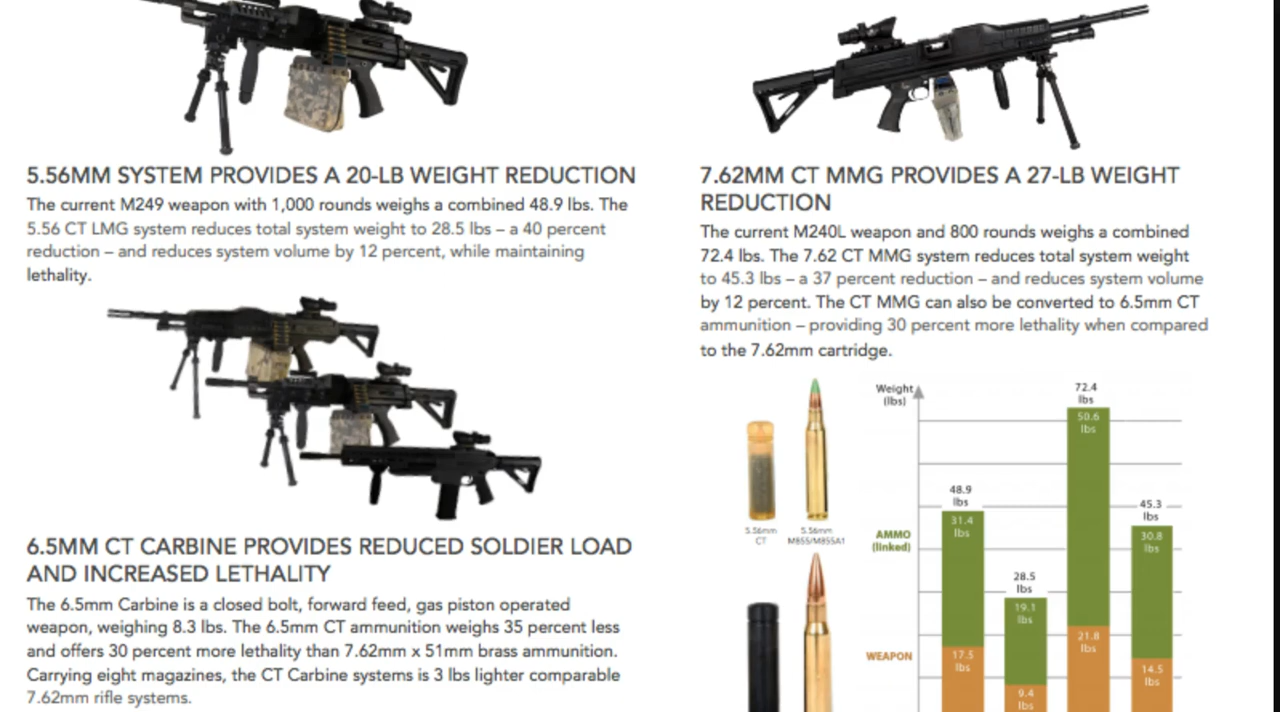 5.56MM SYSTEM PROVIDES A 20-LB WEIGHT REDUCTION
The current M249 weapon with 1,000 rounds weighs a combined 48.9 lbs. The
5.56 CT LMG system reduces total system weight to 28.5 lbs – a 40 percent
reduction – and reduces system volume by 12 percent, while maintaining
lethality.
6.5MM CT CARBINE PROVIDES REDUCED SOLDIER LOAD
AND INCREASED LETHALITY
The 6.5mm Carbine is a closed bolt, forward feed, gas piston operated
weapon, weighing 8.3 lbs. The 6.5mm CT ammunition weighs 35 percent less
and offers 30 percent more lethality than 7.62mm x 51mm brass ammunition.
Carrying eight magazines, the CT Carbine systems is 3 lbs lighter comparable
7.62mm rifle systems.
7.62MM CT MMG PROVIDES A 27-LB WEIGHT
REDUCTION
The current M240L weapon and 800 rounds weighs a combined
72.4 lbs. The 7.62 CT MMG system reduces total system weight
to 45.3 lbs – a 37 percent reduction – and reduces system volume
by 12 percent. The CT MMG can also be converted to 6.5mm CT
ammunition – providing 30 percent more lethality when compared
to the 7.62mm cartridge.
5.56mm
CT
5.56mm
M855/M855A1
Weight
(lbs)
AMMO
(linked)
WEAPON
48.9
lbs
31.4
lbs
17.5
lbs
28.5
lbs
19.1
lbs
9.4
lbs
72.4
lbs
50.6
lbs
21.8
lbs
45.3
lbs
30.8
lbs
14.5
lbs